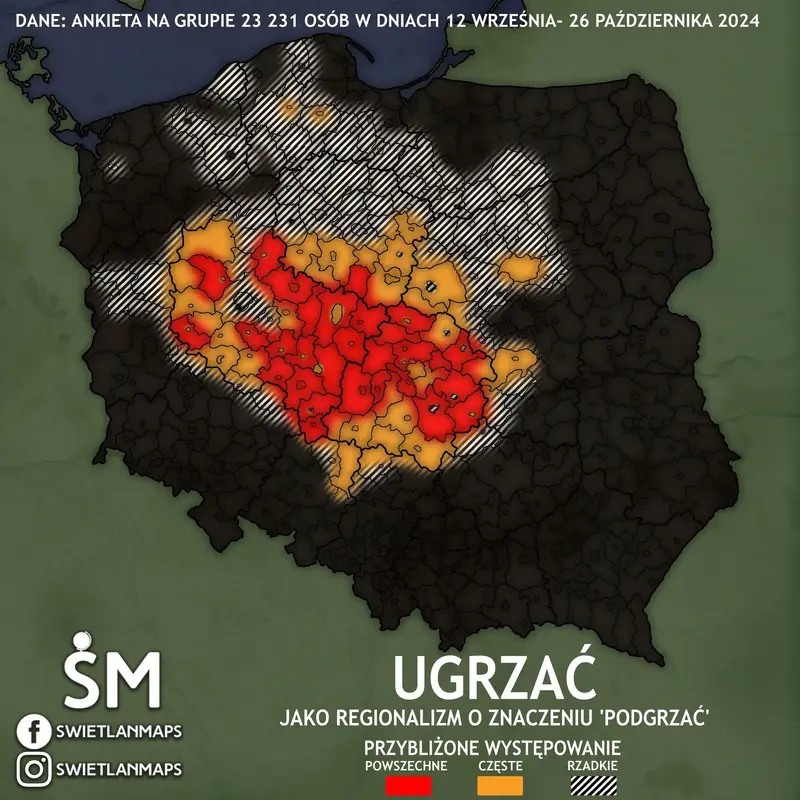 DANE: ANKIETA NA GRUPIE 23 231 OSÓB W DNIACH 12 WRZEŚNIA- 26 PAŹDZIERNIKA 2024
ŚM
SWIETLANMAPS
SWIETLANMAPS
UGRZAĆ
JAKO REGIONALIZM O ZNACZENIU 'PODGRZAĆ'
PRZYBLIŻONE WYSTĘPOWANIE
POWSZECHNE CZĘSTE RZADKIE